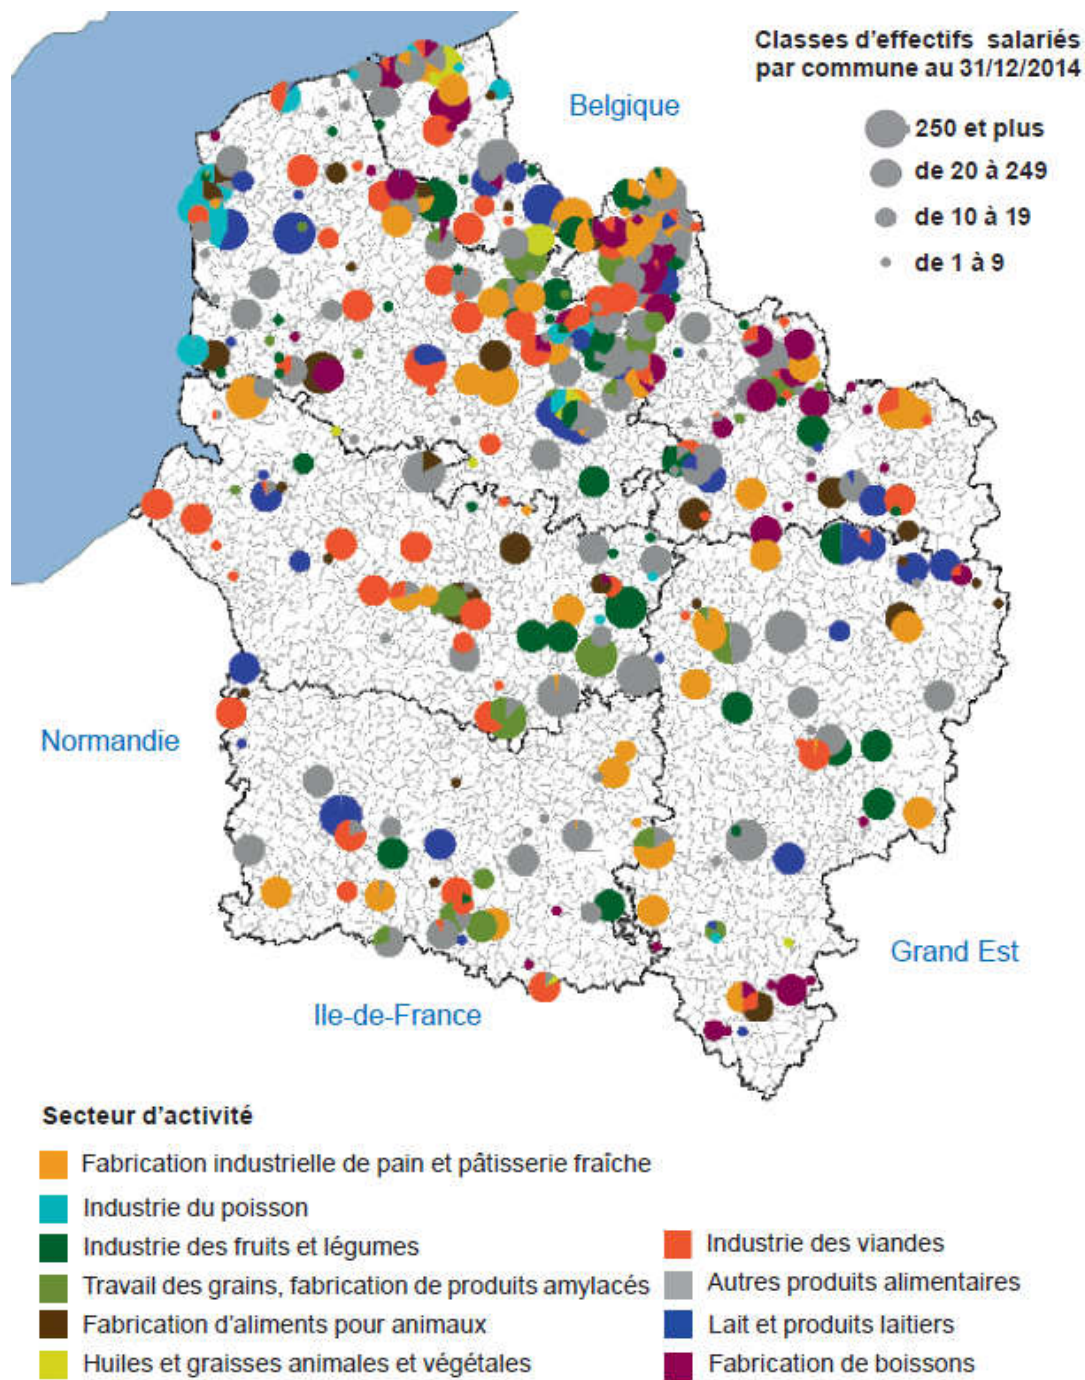 Classes d'effectifs salariés
par commune au 31/12/2014
Belgique
250 et plus
de 20 à 249
de 10 à 19
de 1 à 9
Normandie
Grand Est
Ile-de-France
Secteur d'activité
Fabrication industrielle de pain et pâtisserie fraîche
Industrie du poisson
Industrie des fruits et légumes
Travail des grains, fabrication de produits amylacés
Fabrication d'aliments pour animaux
Huiles et graisses animales et végétales
Industrie des viandes
Autres produits alimentaires
Lait et produits laitiers
Fabrication de boissons